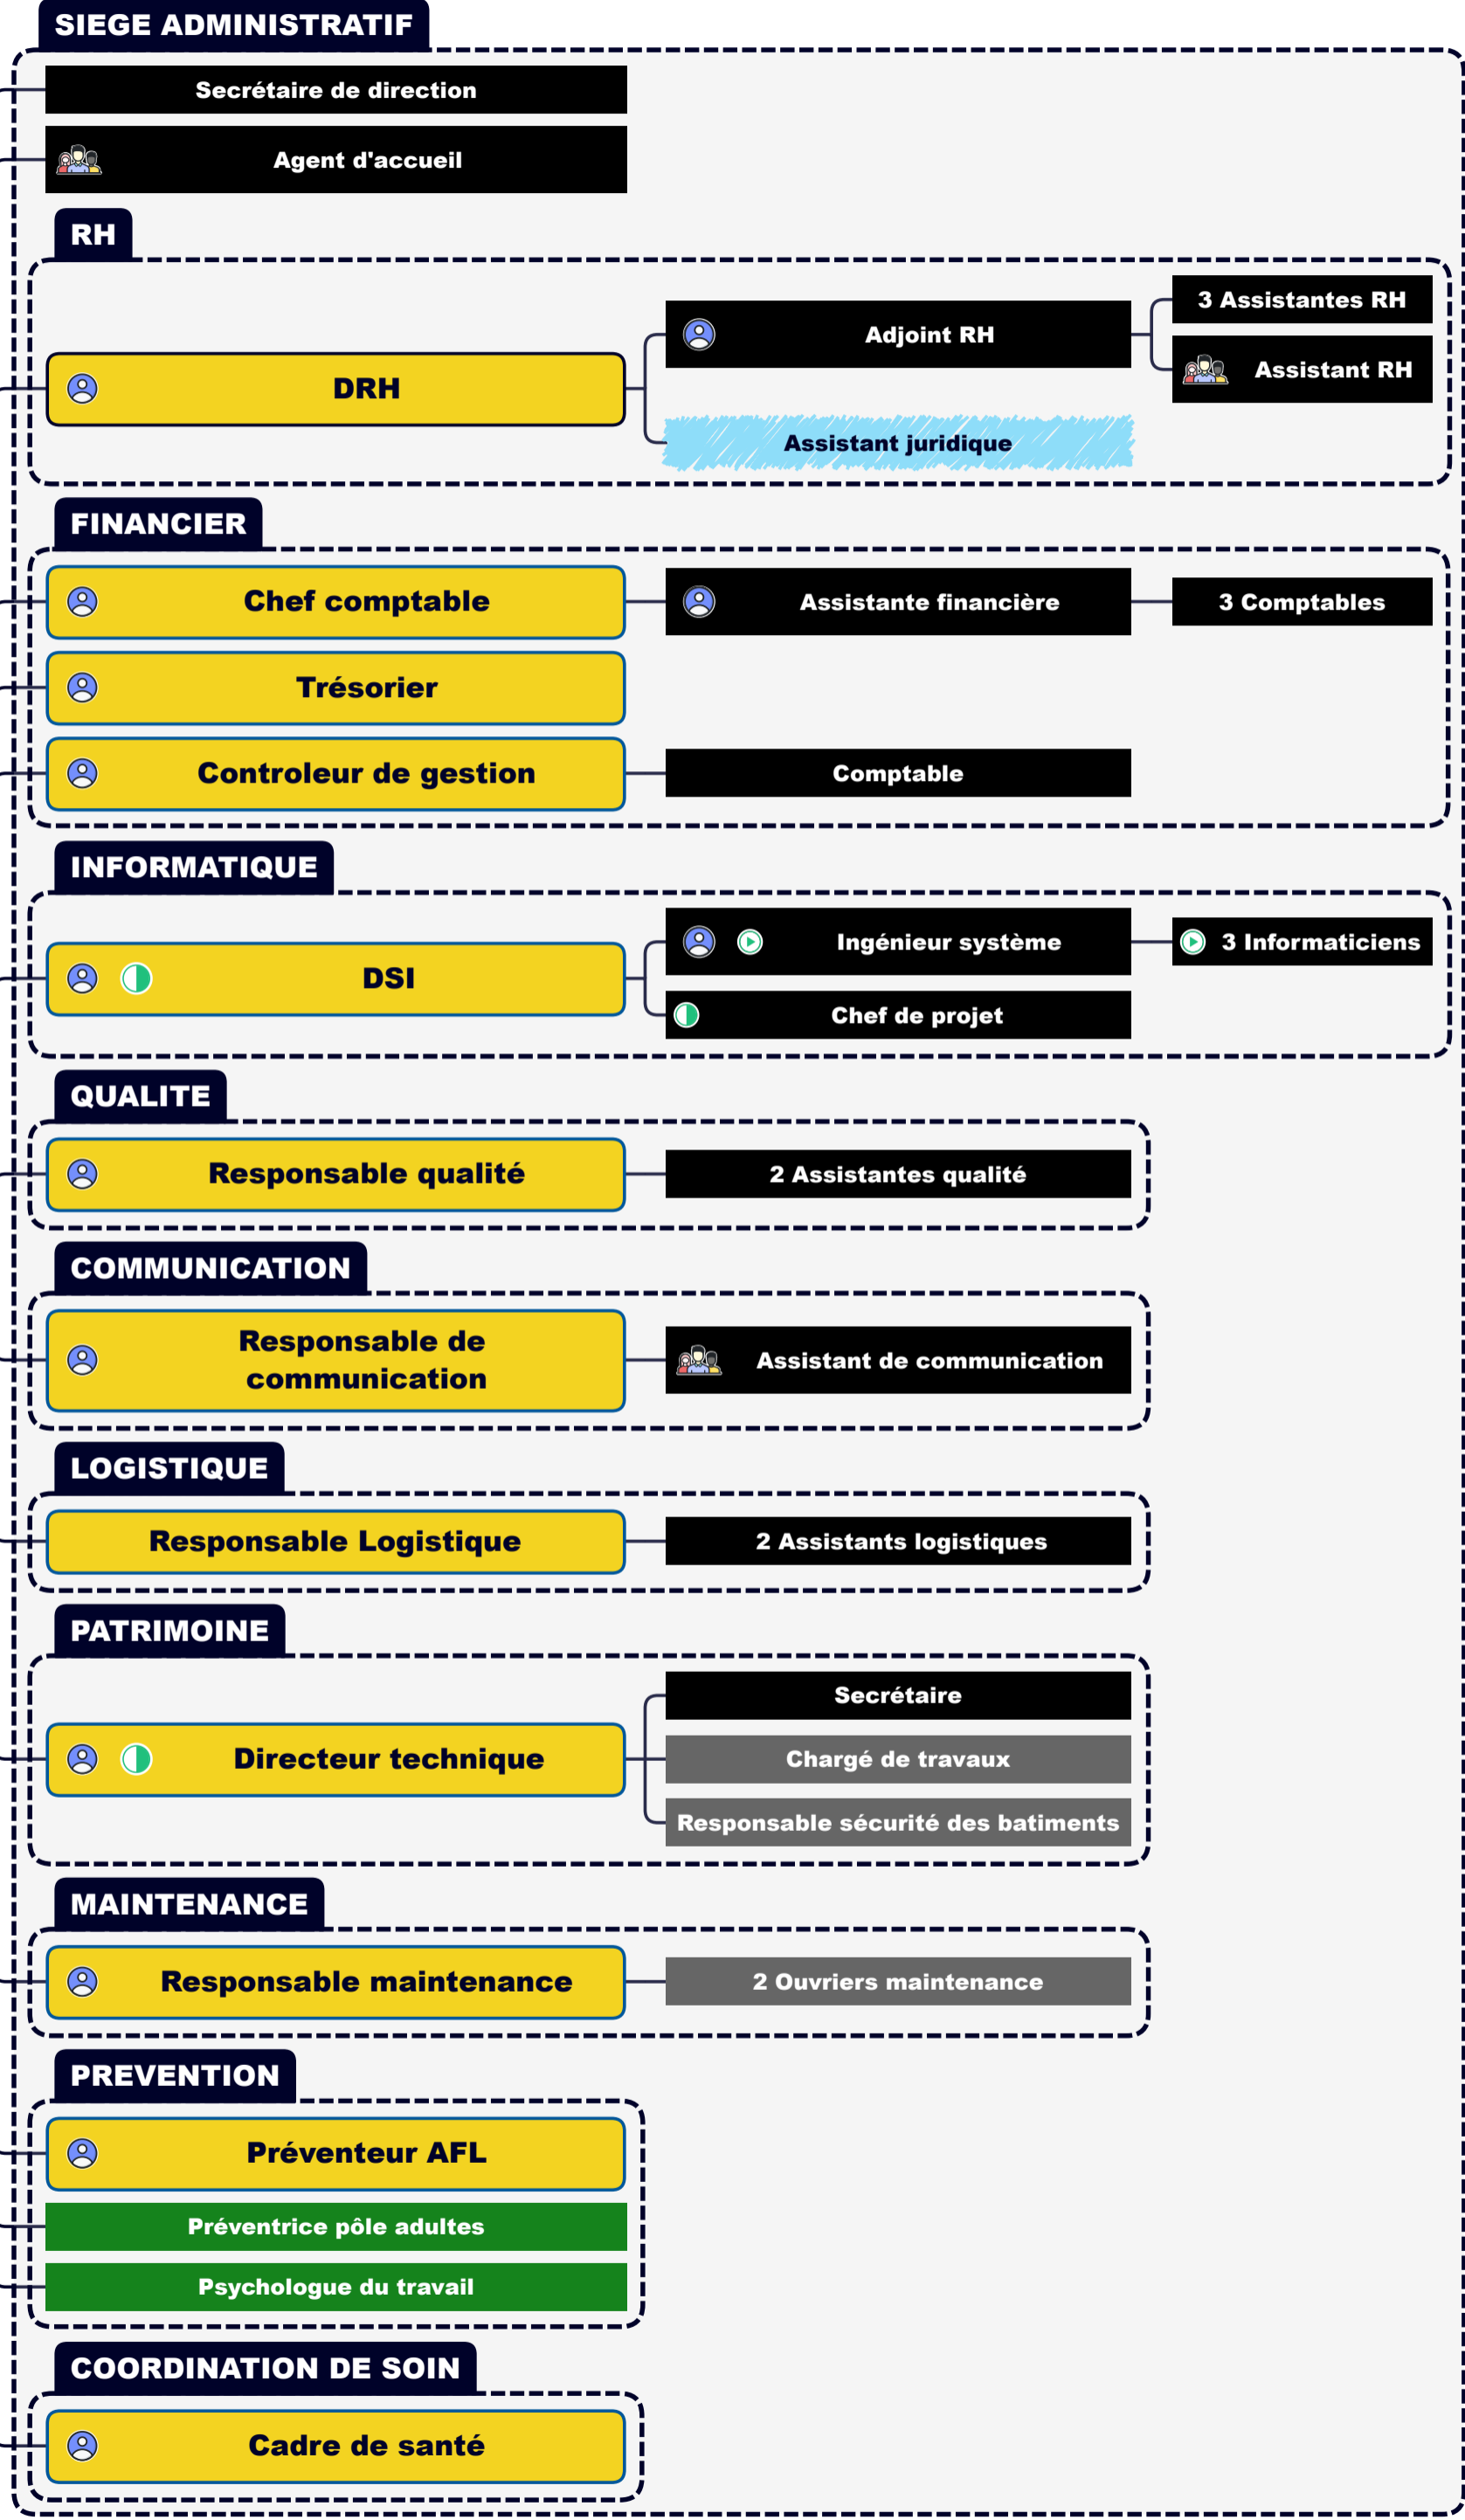 SIEGE ADMINISTRATIF
Secrétaire de direction
Agent d'accueil
RH
DRH
Adjoint RH
3 Assistantes RH
Assistant RH
Assistant juridique
FINANCIER
Chef comptable
Assistante financière
3 Comptables
Trésorier
Controleur de gestion
Comptable
INFORMATIQUE
DSI
Ingénieur système
3 Informaticiens
Chef de projet
QUALITE
Responsable qualité
2 Assistantes qualité
COMMUNICATION
Responsable de
communication
Assistant de communication
LOGISTIQUE
Responsable Logistique
2 Assistants logistiques
PATRIMOINE
Directeur technique
Secrétaire
Chargé de travaux
Responsable sécurité des batiments
MAINTENANCE
Responsable maintenance
2 Ouvriers maintenance
PREVENTION
Préventeur AFL
Préventrice pôle adultes
Psychologue du travail
COORDINATION DE SOIN
Cadre de santé